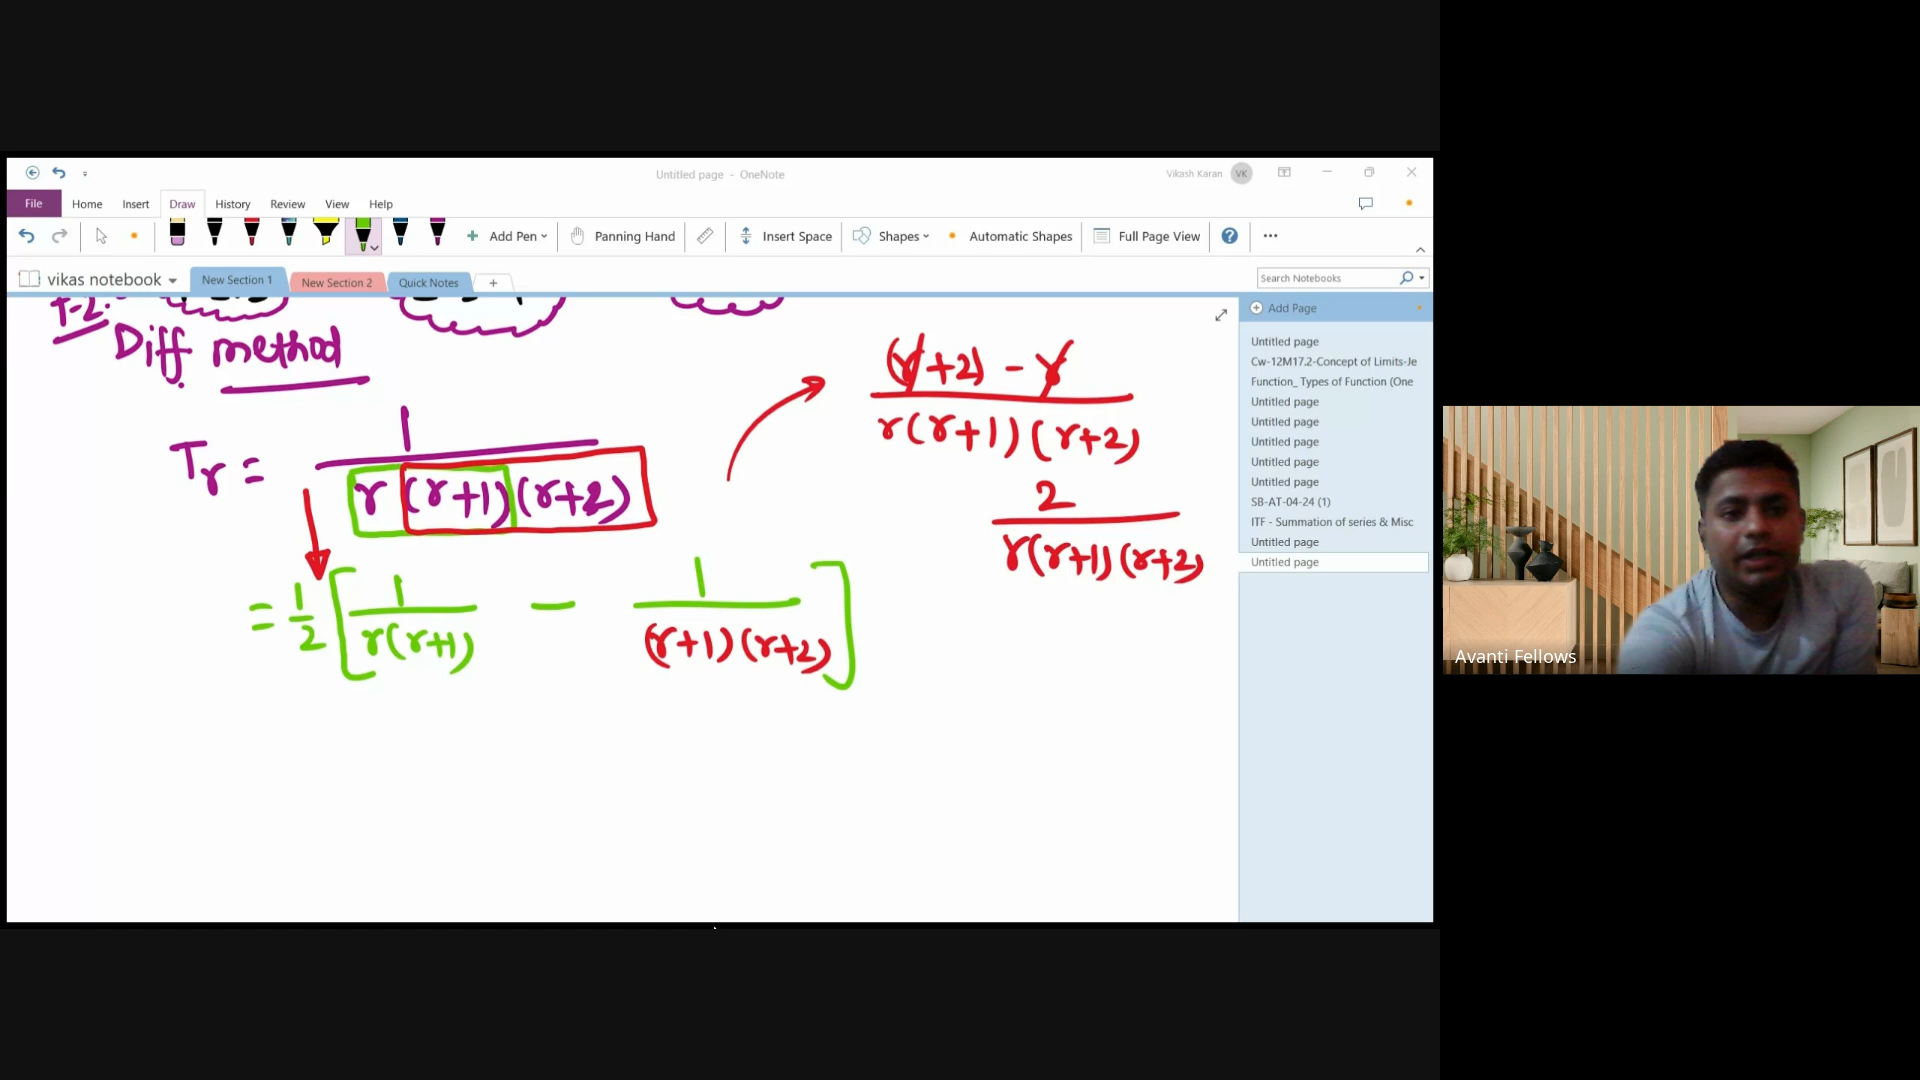 Untitled page - OneNote
Vikash Karan VK
File Home Insert Draw History Review View Help
Add Pen Panning Hand Insert Space Shapes Automatic Shapes Full Page View ? ...
vikas notebook New Section 1 New Section 2 Quick Notes +
Search Notebooks
Add Page
Untitled page
Cw-12M17.2-Concept of Limits-Je
Function_ Types of Function (One
Untitled page
Untitled page
Untitled page
Untitled page
Untitled page
SB-AT-04-24 (1)
ITF - Summation of series & Misc
Untitled page
Untitled page
Diff method
Tr = 1 / r(r+1)(r+2)
= 1/2 [ 1 / r(r+1) - 1 / (r+1)(r+2) ]
(r+2) - r / r(r+1)(r+2)
2 / r(r+1)(r+2)
Avanti Fellows